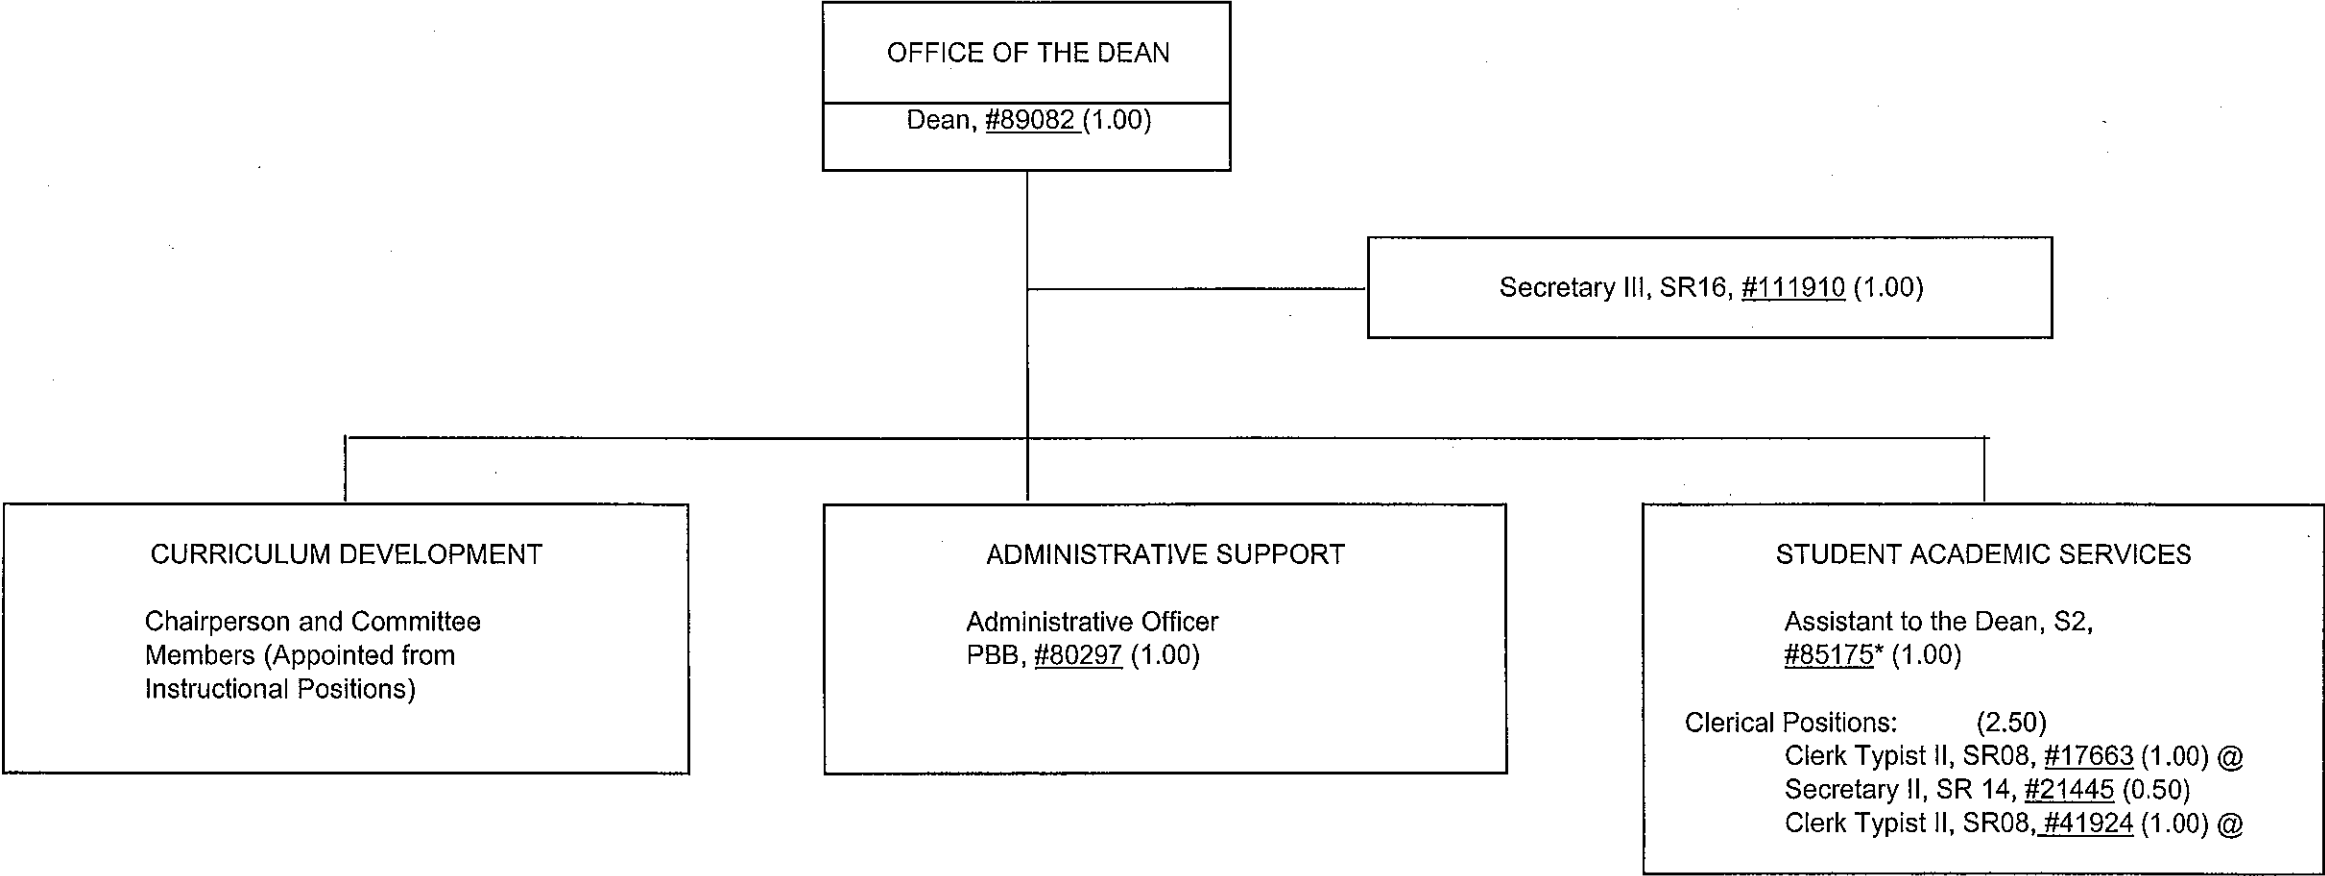 OFFICE OF THE DEAN
Dean, #89082 (1.00)
Secretary III, SR16, #111910 (1.00)
CURRICULUM DEVELOPMENT
Chairperson and Committee
Members (Appointed from
Instructional Positions)
ADMINISTRATIVE SUPPORT
Administrative Officer
PBB, #80297 (1.00)
STUDENT ACADEMIC SERVICES
Assistant to the Dean, S2,
#85175* (1.00)
Clerical Positions: (2.50)
Clerk Typist II, SR08, #17663 (1.00) @
Secretary II, SR 14, #21445 (0.50)
Clerk Typist II, SR08, #41924 (1.00) @